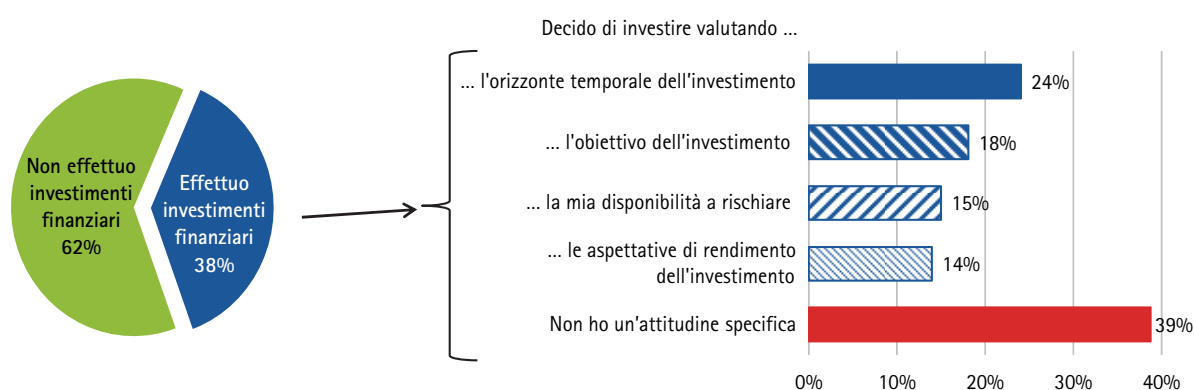 Decido di investire valutando ...
Non effettuo
investimenti
finanziari
62%
Effettuo
investimenti
finanziari
38%
... l'orizzonte temporale dell'investimento
24%
... l'obiettivo dell'investimento
18%
... la mia disponibilità a rischiare
15%
... le aspettative di rendimento
dell'investimento
14%
Non ho un'attitudine specifica
39%
0%
10%
20%
30%
40%